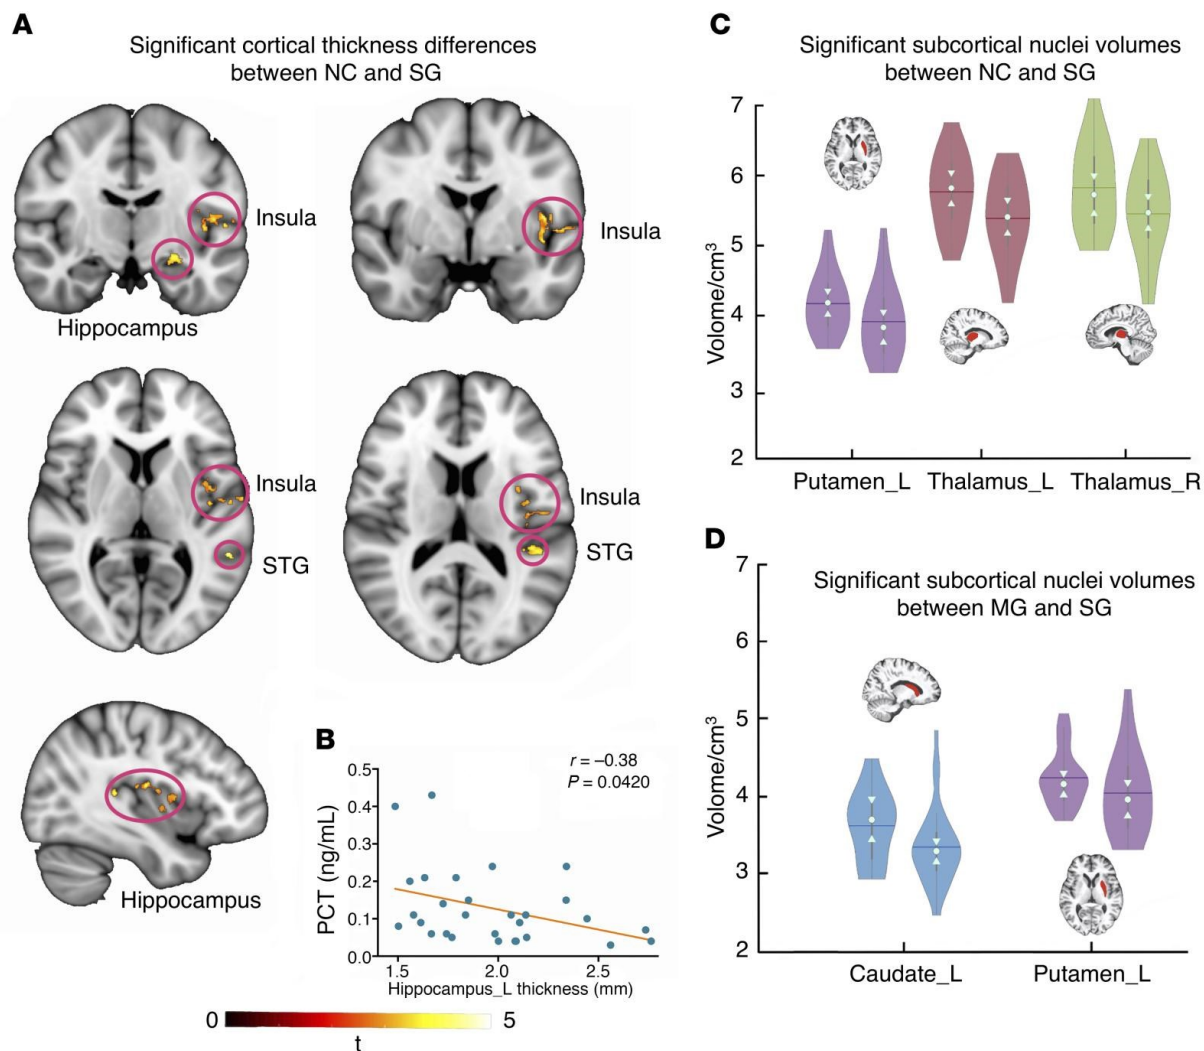 A
Significant cortical thickness differences
between NC and SG
Insula
Hippocampus
Insula
Insula
STG
Insula
STG
Hippocampus
B
r = –0.38
P = 0.0420
PCT (ng/mL)
0.5
0.4
0.3
0.2
0.1
0.0
1.5 2.0 2.5
Hippocampus_L thickness (mm)
0 5
t
C
Significant subcortical nuclei volumes
between NC and SG
Volome/cm³
7
6
5
4
3
2
Putamen_L Thalamus_L Thalamus_R
D
Significant subcortical nuclei volumes
between MG and SG
Volome/cm³
7
6
5
4
3
2
Caudate_L Putamen_L